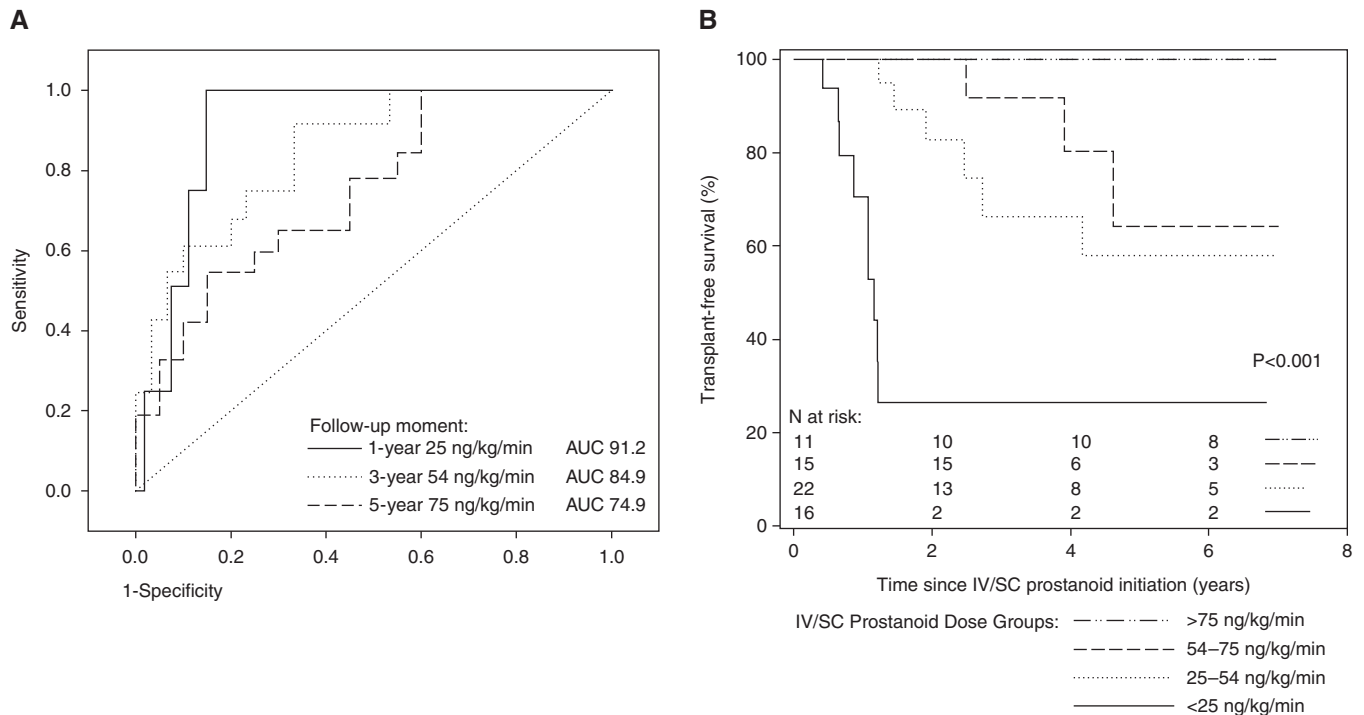 A
1.0
0.8
0.6
0.4
0.2
0.0
Sensitivity
Follow-up moment:
1-year 25 ng/kg/min AUC 91.2
3-year 54 ng/kg/min AUC 84.9
5-year 75 ng/kg/min AUC 74.9
0.0 0.2 0.4 0.6 0.8 1.0
1-Specificity
B
100
80
60
40
20
0
Transplant-free survival (%)
P<0.001
N at risk:
11 10 10 8
15 15 6 3
22 13 8 5
16 2 2 2
0 2 4 6 8
Time since IV/SC prostanoid initiation (years)
IV/SC Prostanoid Dose Groups: >75 ng/kg/min
54–75 ng/kg/min
25–54 ng/kg/min
<25 ng/kg/min